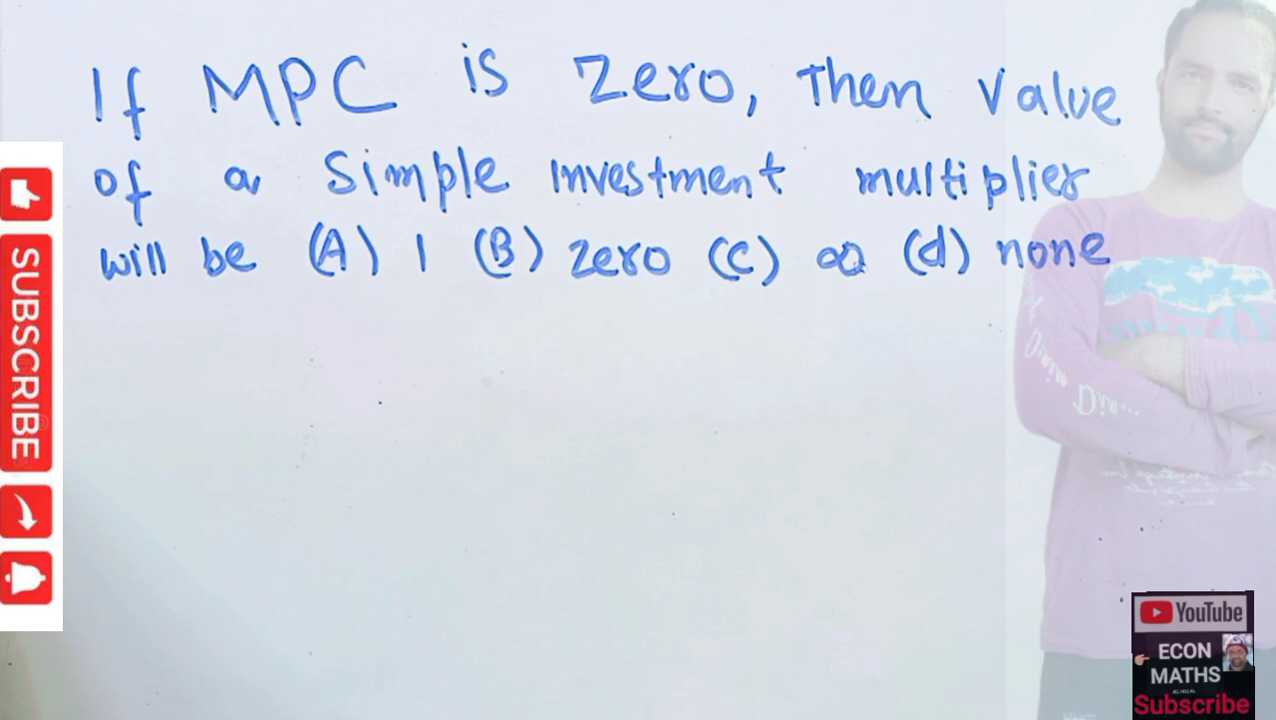 If MPC is zero, then value
of a simple investment multiplier
will be (A) 1 (B) zero (C) ∞ (d) none
SUBSCRIBE
YouTube
ECON
MATHS
Subscribe